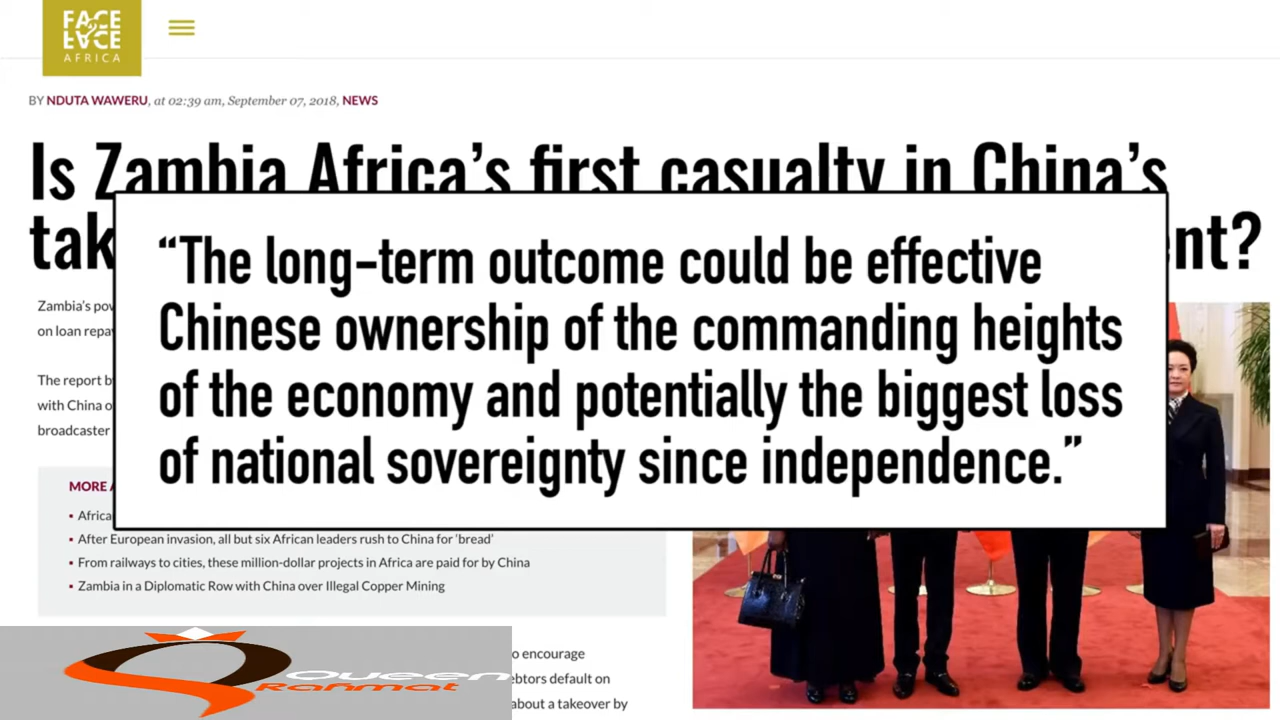 FACE
2
FACE
AFRICA
BY NDUTA WAWERU, at 02:39 am, September 07, 2018, NEWS
Is Zambia Africa's first casualty in China's
tak
nt?
“The long-term outcome could be effective
Chinese ownership of the commanding heights
of the economy and potentially the biggest loss
of national sovereignty since independence.”
Zambia's pow
on loan repa
The report b
with China o
broadcaster
MORE
Africa
After European invasion, all but six African leaders rush to China for 'bread'
From railways to cities, these million-dollar projects in Africa are paid for by China
Zambia in a Diplomatic Row with China over Illegal Copper Mining
o encourage
ebtors default on
about a takeover by
Queen
Rahmat